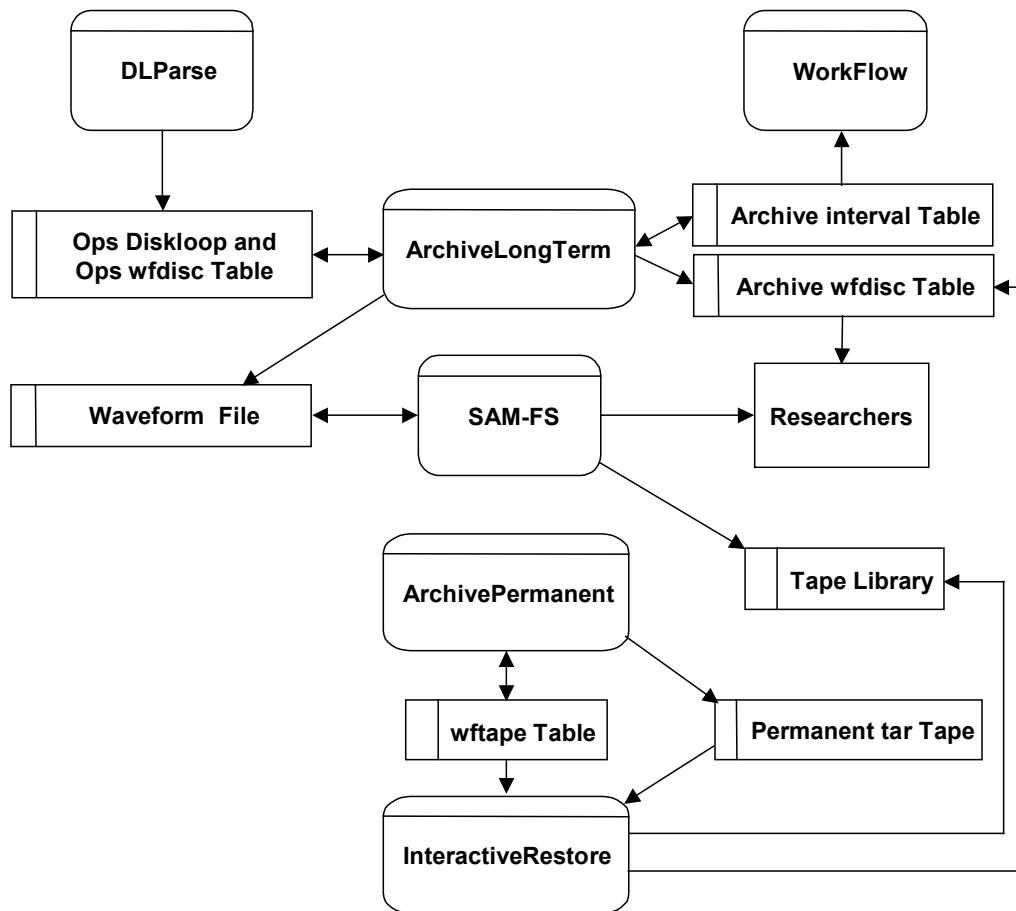 DLParse
WorkFlow
Ops Diskloop and
Ops wfdisc Table
ArchiveLongTerm
Archive interval Table
Archive wfdisc Table
Waveform File
SAM-FS
Researchers
ArchivePermanent
Tape Library
wftape Table
Permanent tar Tape
InteractiveRestore